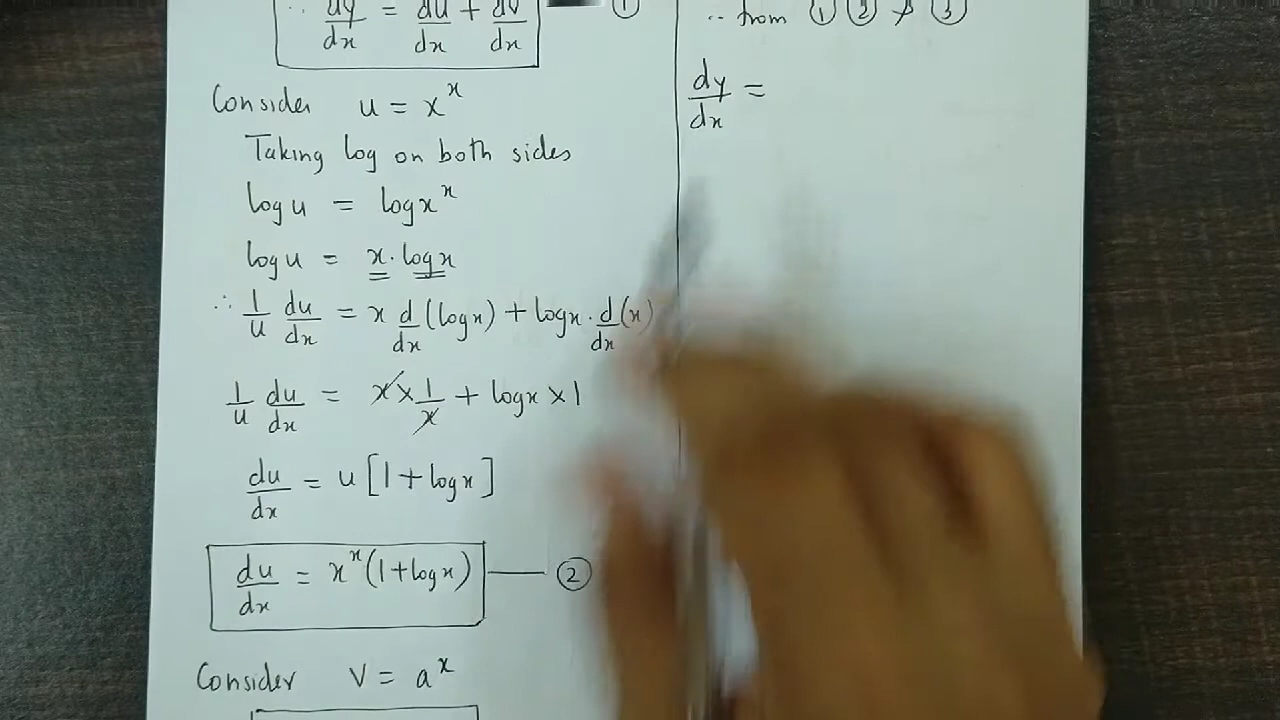 ∴ dy/dx = du/dx + dv/dx — ①
Consider u = x^x
Taking log on both sides
log u = log x^x
log u = x · log x
∴ 1/u du/dx = x d/dx (log x) + log x · d/dx (x)
1/u du/dx = x × 1/x + log x × 1
du/dx = u [1 + log x]
du/dx = x^x (1 + log x) — ②
Consider v = a^x
∵ from ① ② & ③
dy/dx =